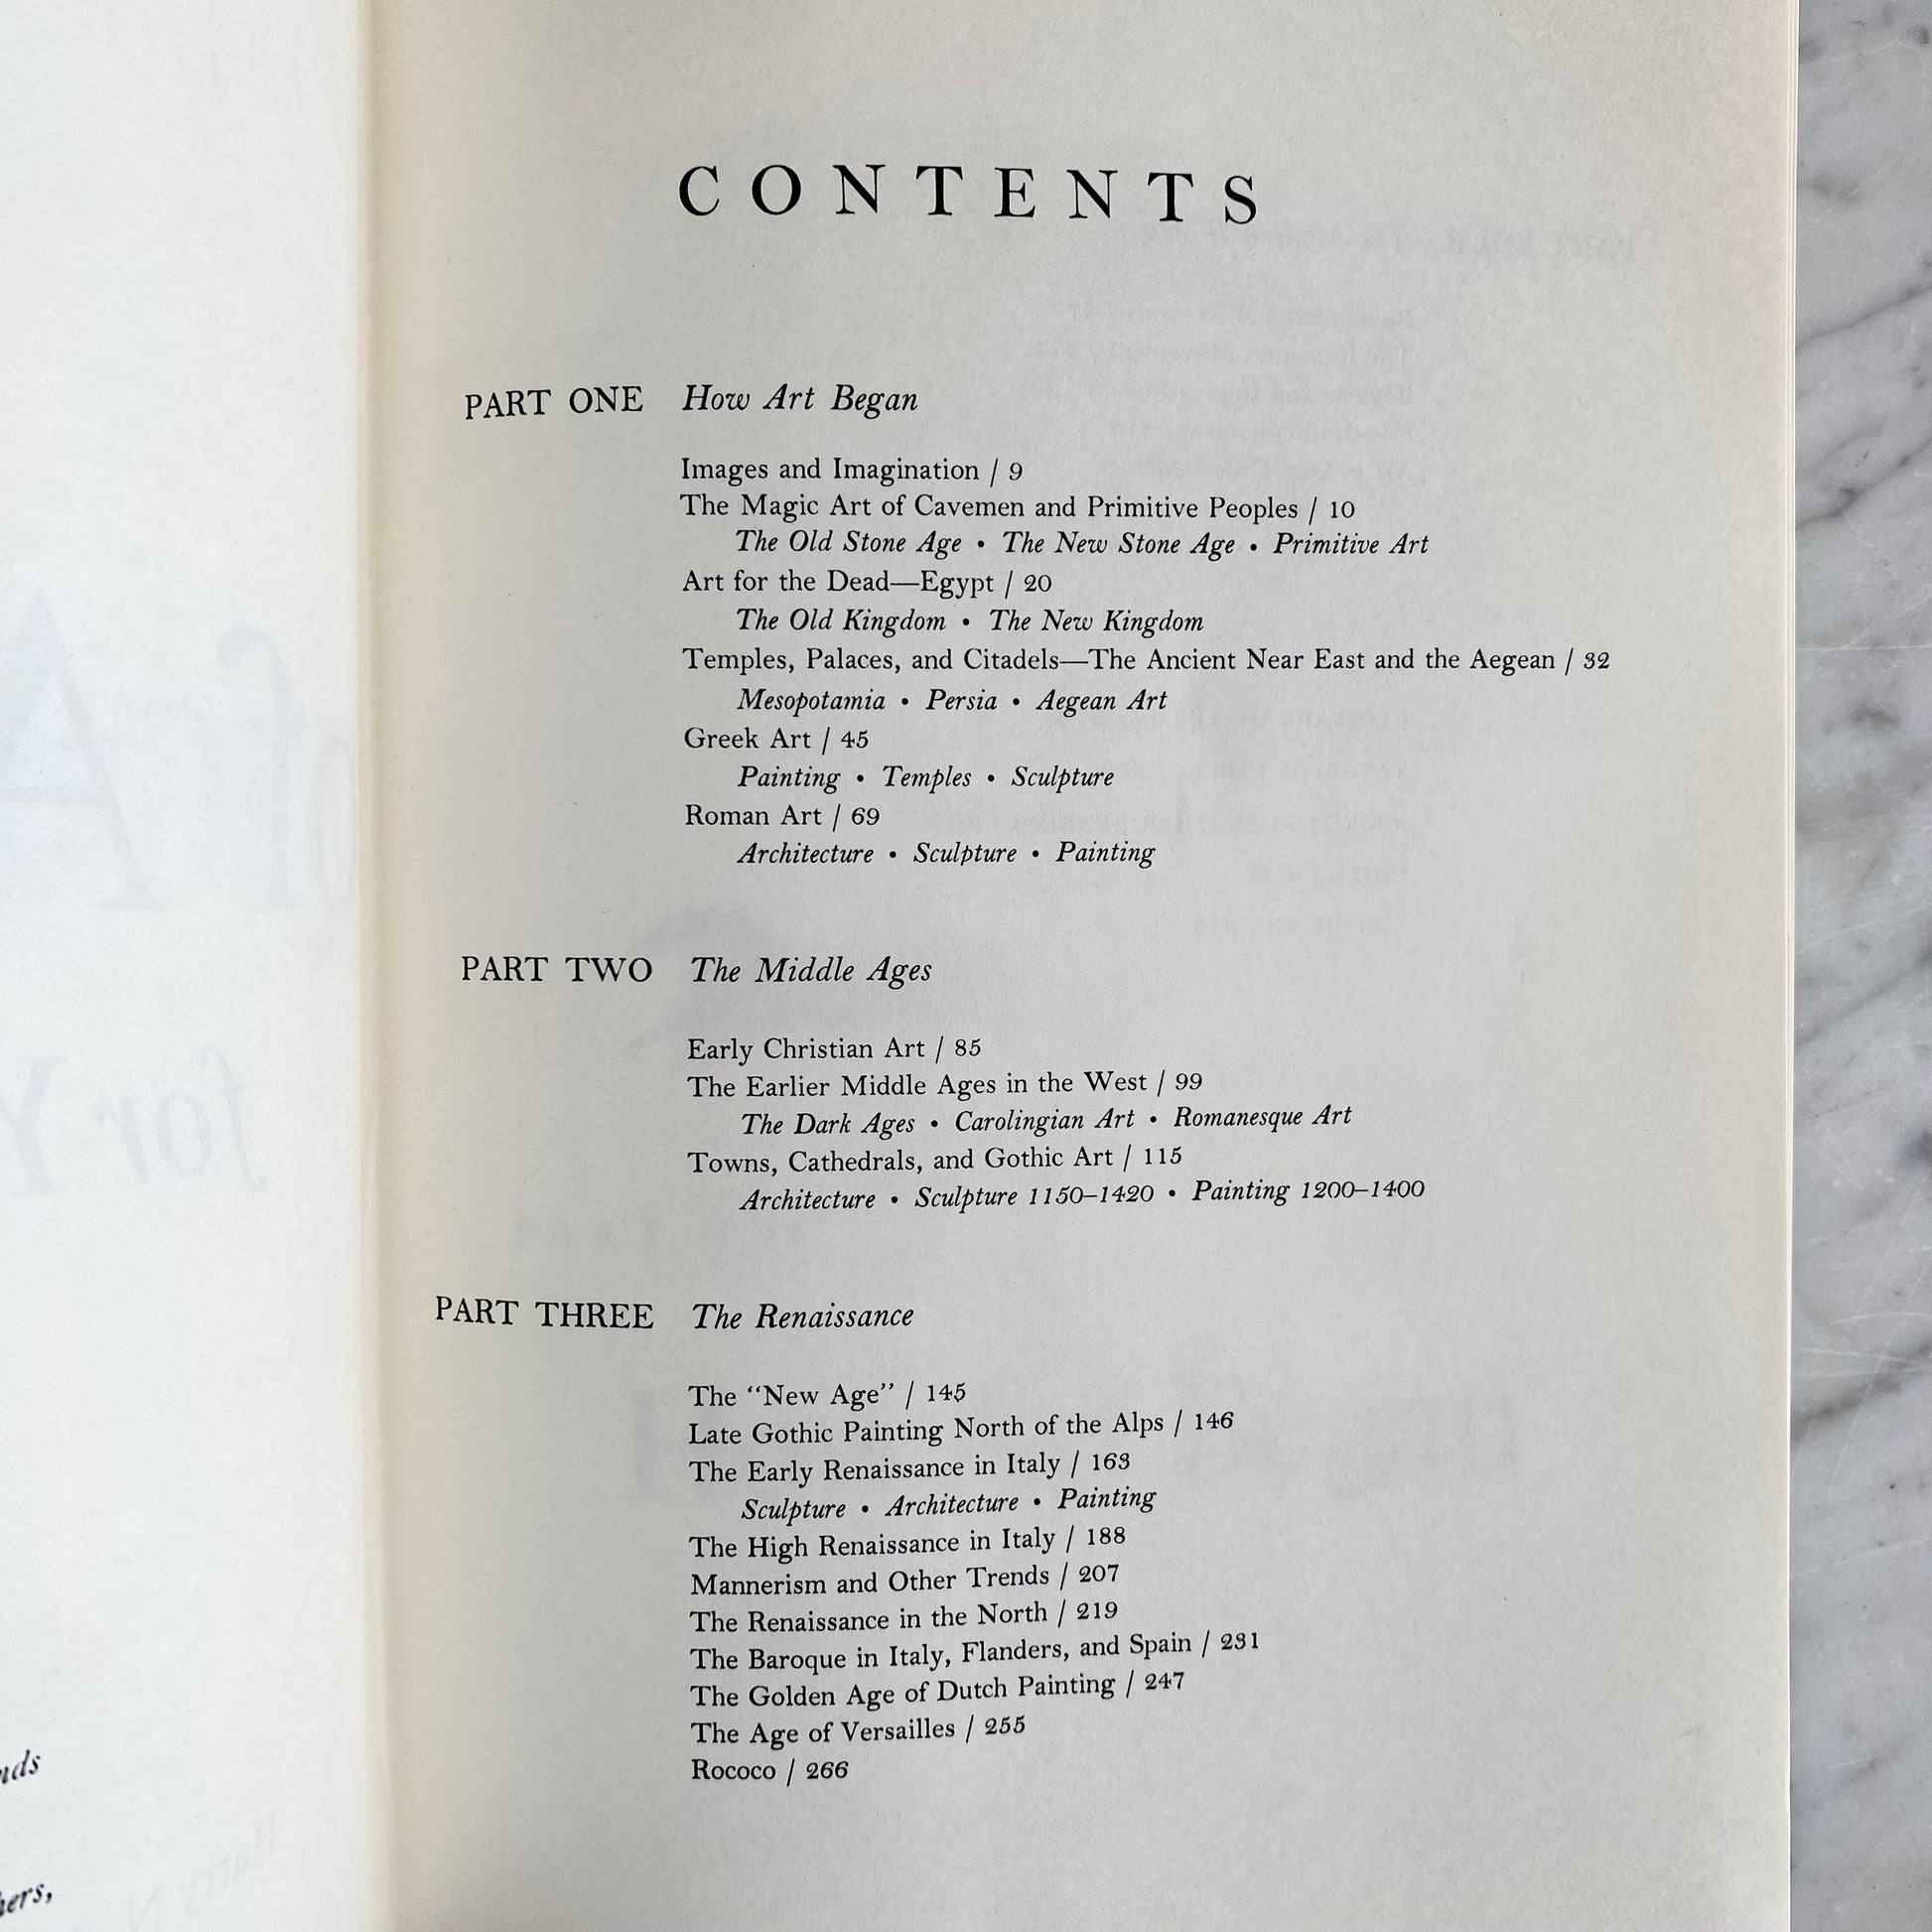 nds
hers,
CONTENTS
PART ONE How Art Began
Images and Imagination / 9
The Magic Art of Cavemen and Primitive Peoples / 10
The Old Stone Age • The New Stone Age • Primitive Art
Art for the Dead—Egypt / 20
The Old Kingdom • The New Kingdom
Temples, Palaces, and Citadels—The Ancient Near East and the Aegean / 32
Mesopotamia • Persia • Aegean Art
Greek Art / 45
Painting • Temples • Sculpture
Roman Art / 69
Architecture • Sculpture • Painting
PART TWO The Middle Ages
Early Christian Art / 85
The Earlier Middle Ages in the West / 99
The Dark Ages • Carolingian Art • Romanesque Art
Towns, Cathedrals, and Gothic Art / 115
Architecture • Sculpture 1150–1420 • Painting 1200–1400
PART THREE The Renaissance
The “New Age” / 145
Late Gothic Painting North of the Alps / 146
The Early Renaissance in Italy / 163
Sculpture • Architecture • Painting
The High Renaissance in Italy / 188
Mannerism and Other Trends / 207
The Renaissance in the North / 219
The Baroque in Italy, Flanders, and Spain / 231
The Golden Age of Dutch Painting / 247
The Age of Versailles / 255
Rococo / 266